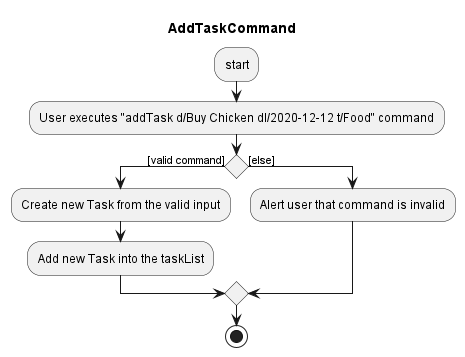 AddTaskCommand
start
User executes "addTask d/Buy Chicken dl/2020-12-12 t/Food" command
[valid command]
[else]
Create new Task from the valid input
Alert user that command is invalid
Add new Task into the taskList